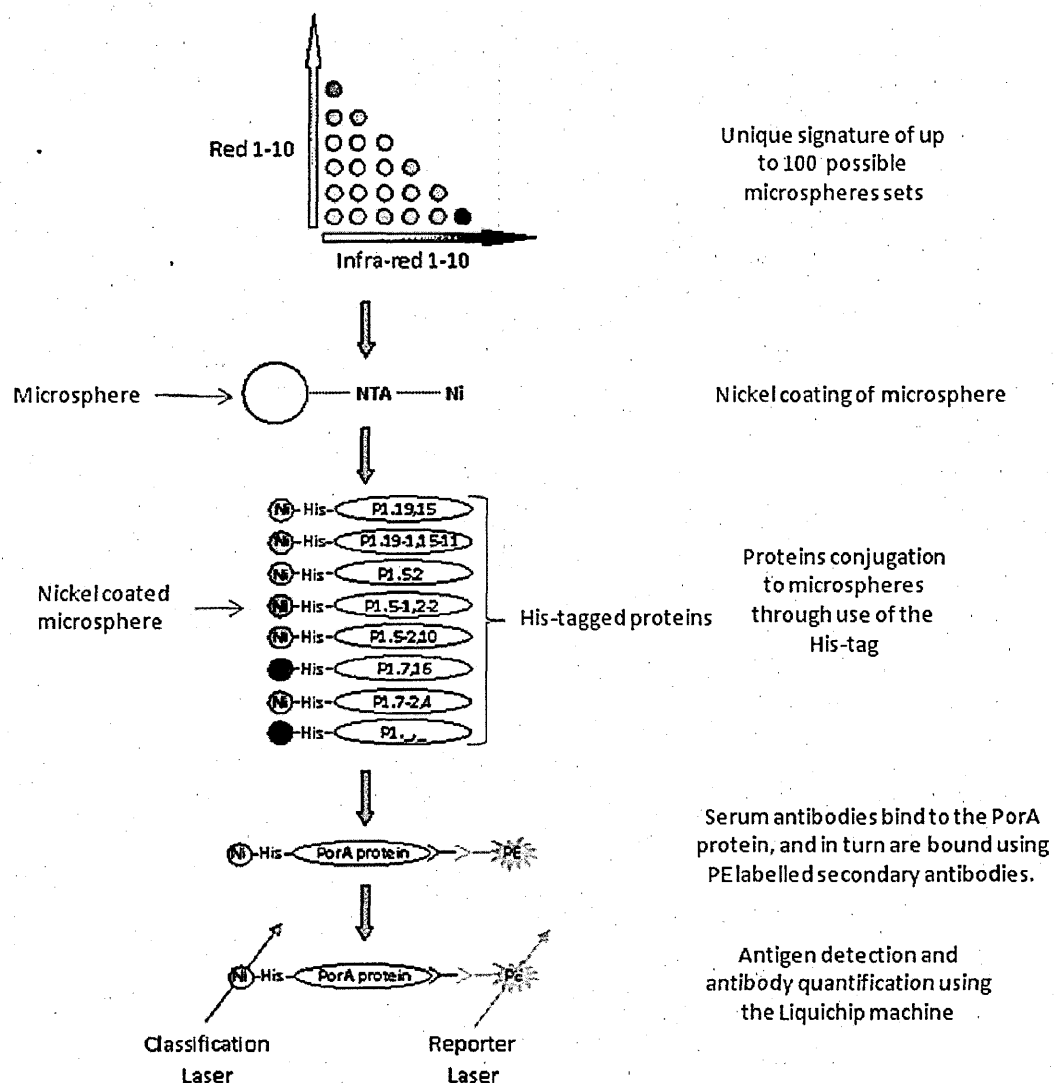 Red 1-10
Unique signature of up
to 100 possible
microspheres sets
Infra-red 1-10
Microsphere
NTA
Ni
Nickel coating of microsphere
Ni -His- P1.19,15
Ni -His- P1.19-1,15-11
Ni -His- P1.5,2
Ni -His- P1.5-1,2-2
Ni -His- P1.5-2,10
-His- P1.7,16
Ni -His- P1.7-2,4
-His- P1._,_
Nickel coated
microsphere
His-tagged proteins
Proteins conjugation
to microspheres
through use of the
His-tag
Ni -His- PorA protein PE
Serum antibodies bind to the PorA
protein, and in turn are bound using
PE labelled secondary antibodies.
Ni -His- PorA protein PE
Antigen detection and
antibody quantification using
the Liquichip machine
Classification
Laser
Reporter
Laser